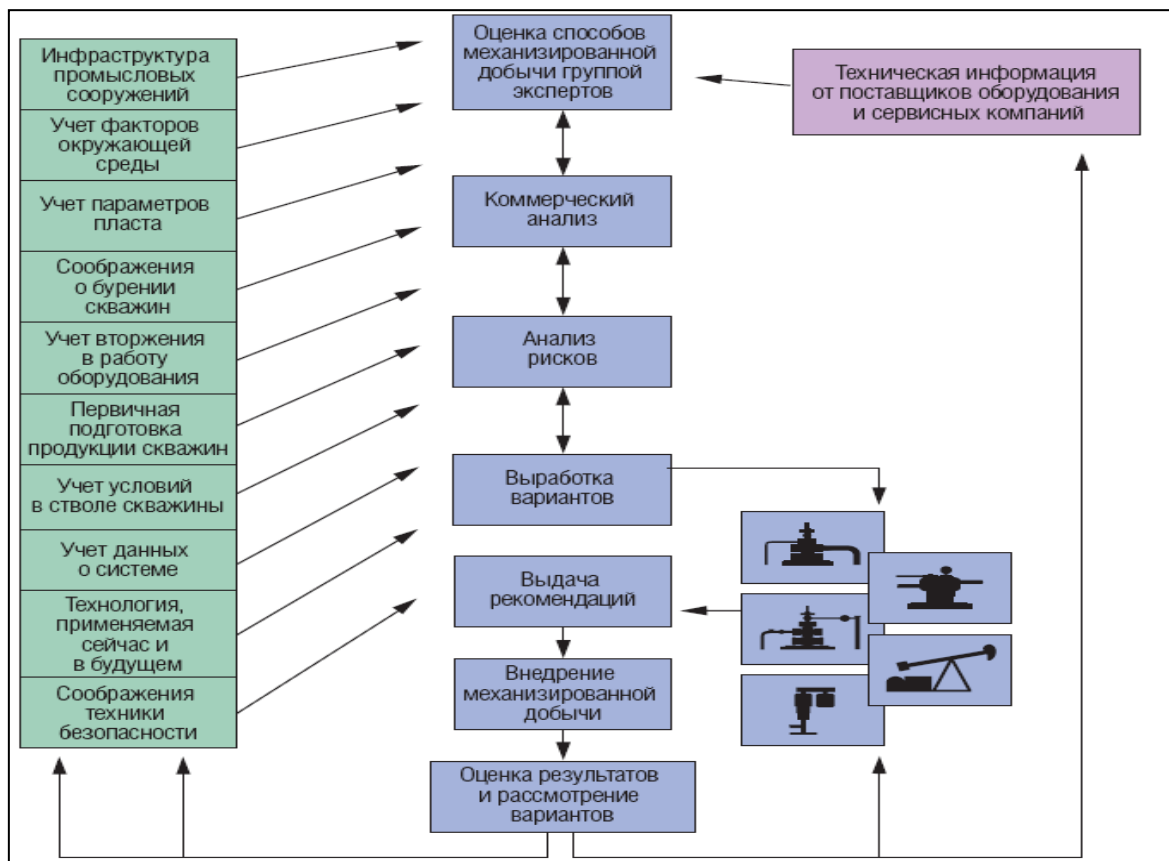 Инфраструктура
промысловых
сооружений
Учет факторов
окружающей
среды
Учет параметров
пласта
Соображения
о бурении
скважин
Учет вторжения
в работу
оборудования
Первичная
подготовка
продукции скважин
Учет условий
в стволе скважины
Учет данных
о системе
Технология,
применяемая
сейчас и
в будущем
Соображения
техники
безопасности
Оценка способов
механизированной
добычи группой
экспертов
Коммерческий
анализ
Анализ
рисков
Выработка
вариантов
Выдача
рекомендаций
Внедрение
механизированной
добычи
Оценка результатов
и рассмотрение
вариантов
Техническая информация
от поставщиков оборудования
и сервисных компаний